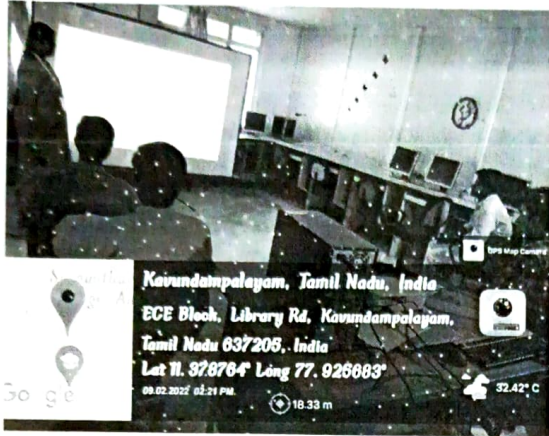 GPS Map Camera
Kavundampalayam, Tamil Nadu, India
ECE Block, Library Rd, Kavundampalayam,
Tamil Nadu 637205, India
Lat 11.378764° Long 77.926683°
09.02.2022 02:21 PM
18.33 m
32.42° C